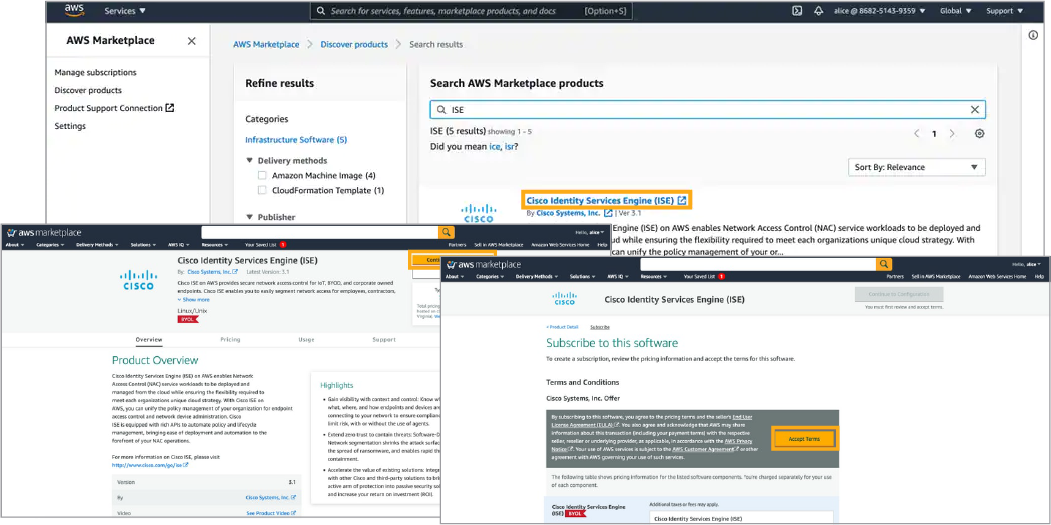 aws
Services
Search for services, features, marketplace products, and docs [Option+S]
alice @ 8682-5143-9359
Global
Support
AWS Marketplace
Manage subscriptions
Discover products
Product Support Connection
Settings
AWS Marketplace > Discover products > Search results
Refine results
Categories
Infrastructure Software (5)
Delivery methods
Amazon Machine Image (4)
CloudFormation Template (1)
Publisher
Search AWS Marketplace products
ISE
ISE (5 results) showing 1 - 5
1
Did you mean ice, isr?
Sort By: Relevance
CISCO
Cisco Identity Services Engine (ISE)
By Cisco Systems, Inc. | Ver 3.1
Engine (ISE) on AWS enables Network Access Control (NAC) service workloads to be deployed and
ud while ensuring the flexibility required to meet each organizations unique cloud strategy. With
can unify the policy management of your or...
aws marketplace
Hello, alice
About Categories Delivery Methods Solutions AWS IQ Resources Your Saved List 1
Partners Sell in AWS Marketplace Amazon Web Services Home Help
CISCO
Cisco Identity Services Engine (ISE)
By: Cisco Systems, Inc. Latest Version: 3.1
Cisco ISE on AWS provides secure network access control for IoT, BYOD, and corporate owned
endpoints. Cisco ISE enables you to easily segment network access for employees, contractors,
Show more
Linux/Unix
BYOL
Overview Pricing Usage Support
Product Overview
Cisco Identity Services Engine (ISE) on AWS enables Network
Access Control (NAC) service workloads to be deployed and
managed from the cloud while ensuring the flexibility required to
meet each organizations unique cloud strategy. With Cisco ISE on
AWS, you can unify the policy management of your organization for endpoint
access control and network device administration. Cisco
ISE is equipped with rich APIs to automate policy and lifecycle
management, bringing ease of deployment and automation to the
forefront of your NAC operations.
For more information on Cisco ISE, please visit
http://www.cisco.com/go/ise
Version 3.1
By Cisco Systems, Inc.
Video See Product Video
Highlights
Gain visibility with context and control: Know w
what, where, and how endpoints and devices are
connecting to your network to ensure complian
limit risk, with or without the use of agents.
Extend zero-trust to contain threats: Software-D
Network segmentation shrinks the attack surfac
the spread of ransomware, and enables rapid th
containment.
Accelerate the value of existing solutions: integr
with other Cisco and third-party solutions to bri
active arm of protection into passive security sol
and increase your return on investment (ROI).
aws marketplace
Hello, alice
About Categories Delivery Methods Solutions AWS IQ Resources Your Saved List 1
Partners Sell in AWS Marketplace Amazon Web Services Home Help
CISCO
Cisco Identity Services Engine (ISE)
Continue to Configuration
You must first review and accept terms.
< Product Detail Subscribe
Subscribe to this software
To create a subscription, review the pricing information and accept the terms for this software.
Terms and Conditions
Cisco Systems, Inc. Offer
By subscribing to this software, you agree to the pricing terms and the seller's End User
License Agreement (EULA). You also agree and acknowledge that AWS may share
information about this transaction (including your payment terms) with the respective
seller, reseller or underlying provider, as applicable, in accordance with the AWS Privacy
Notice. Your use of AWS services is subject to the AWS Customer Agreement or other
agreement with AWS governing your use of such services.
Accept Terms
The following table shows pricing information for the listed software components. You're charged separately for your use
of each component.
Cisco Identity Services Engine
(ISE) BYOL
Additional taxes or fees may apply.
Cisco Identity Services Engine (ISE)